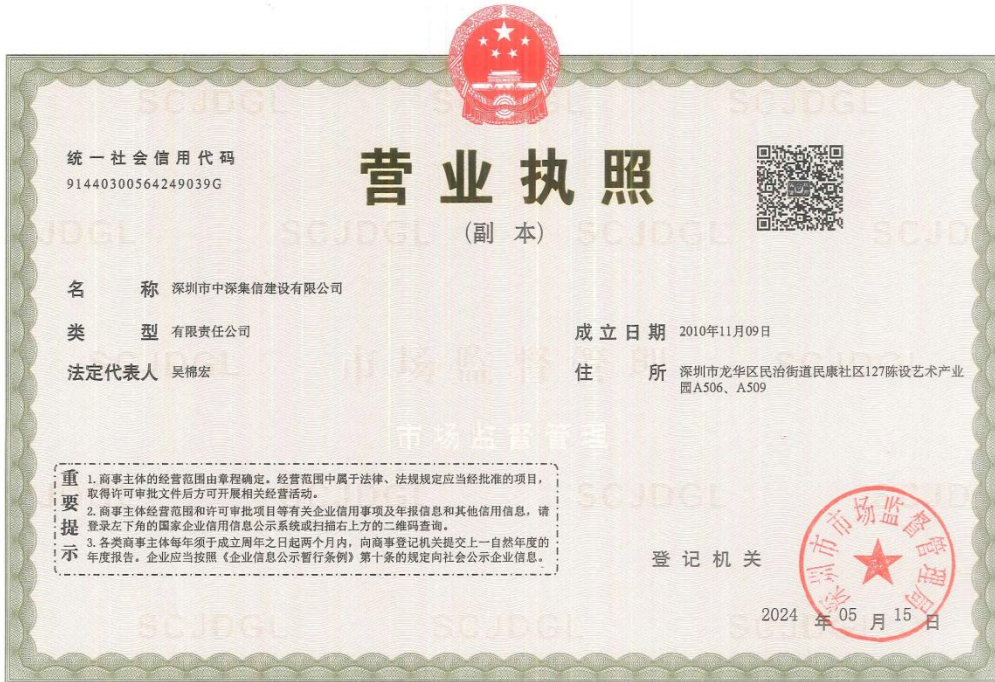 统一社会信用代码
91440300564249039G
营业执照
(副 本)
名 称 深圳市中深集信建设有限公司
类 型 有限责任公司
成立日期 2010年11月09日
法定代表人 吴棉宏
住 所 深圳市龙华区民治街道民康社区127陈设艺术产业
园A506、A509
市场监督管理
重要提示
1.商事主体的经营范围由章程确定。经营范围中属于法律、法规规定应当经批准的项目，
取得许可审批文件后方可开展相关经营活动。
2.商事主体经营范围和许可审批项目等有关企业信用事项及年报信息和其他信用信息，请
登录左下角的国家企业信用信息公示系统或扫描右上方的二维码查询。
3.各类商事主体每年须于成立周年之日起两个月内，向商事登记机关提交上一自然年度的
年度报告。企业应当按照《企业信息公示暂行条例》第十条的规定向社会公示企业信息。
登记机关
深圳市市场监督管理局
2024 年 05 月 15 日
SCJDGL